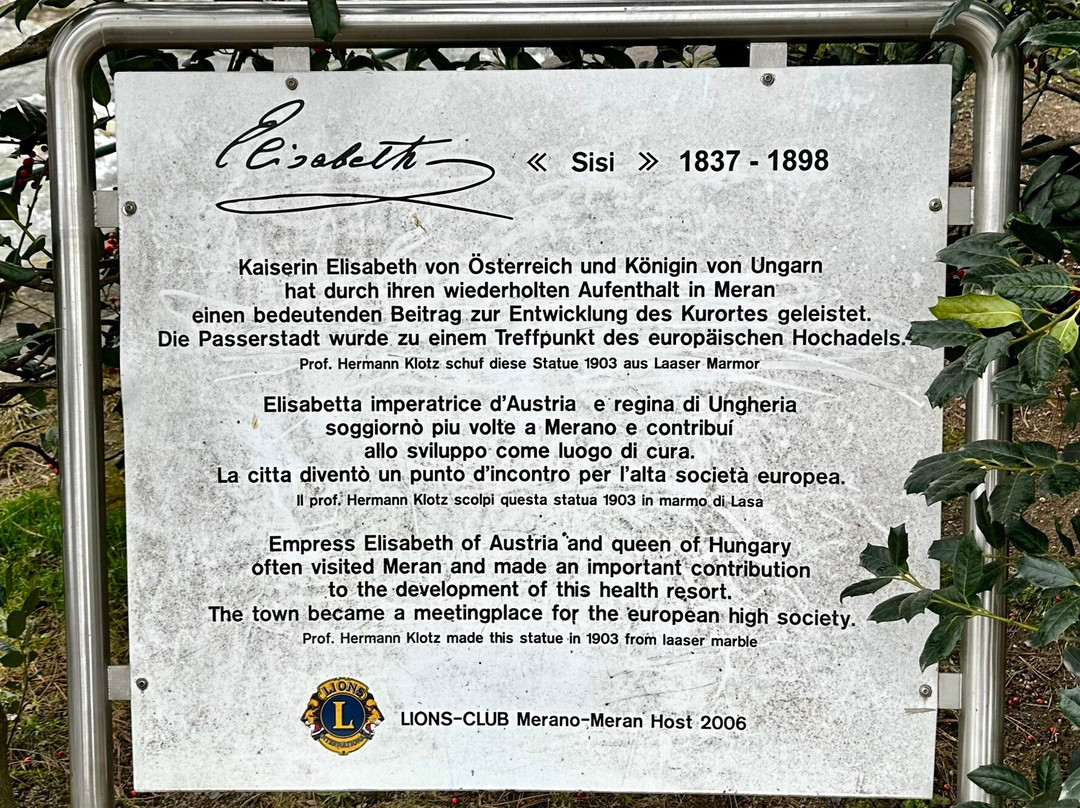 Elisabeth « Sisi » 1837 - 1898
Kaiserin Elisabeth von Österreich und Königin von Ungarn
hat durch ihren wiederholten Aufenthalt in Meran
einen bedeutenden Beitrag zur Entwicklung des Kurortes geleistet.
Die Passerstadt wurde zu einem Treffpunkt des europäischen Hochadels.
Prof. Hermann Klotz schuf diese Statue 1903 aus Laaser Marmor
Elisabetta imperatrice d'Austria e regina di Ungheria
soggiornò piu volte a Merano e contribuí
allo sviluppo come luogo di cura.
La citta diventò un punto d'incontro per l'alta società europea.
Il prof. Hermann Klotz scolpi questa statua 1903 in marmo di Lasa
Empress Elisabeth of Austria and queen of Hungary
often visited Meran and made an important contribution
to the development of this health resort.
The town became a meetingplace for the european high society.
Prof. Hermann Klotz made this statue in 1903 from laaser marble
LIONS
L
INTERNATIONAL
LIONS-CLUB Merano-Meran Host 2006